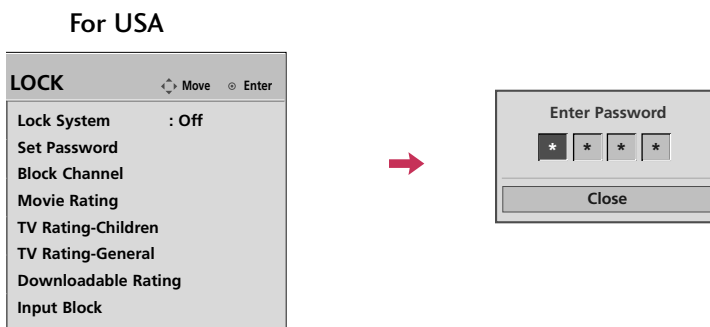 For USA
LOCK Move Enter
Lock System : Off
Set Password
Block Channel
Movie Rating
TV Rating-Children
TV Rating-General
Downloadable Rating
Input Block
Enter Password
* * * *
Close